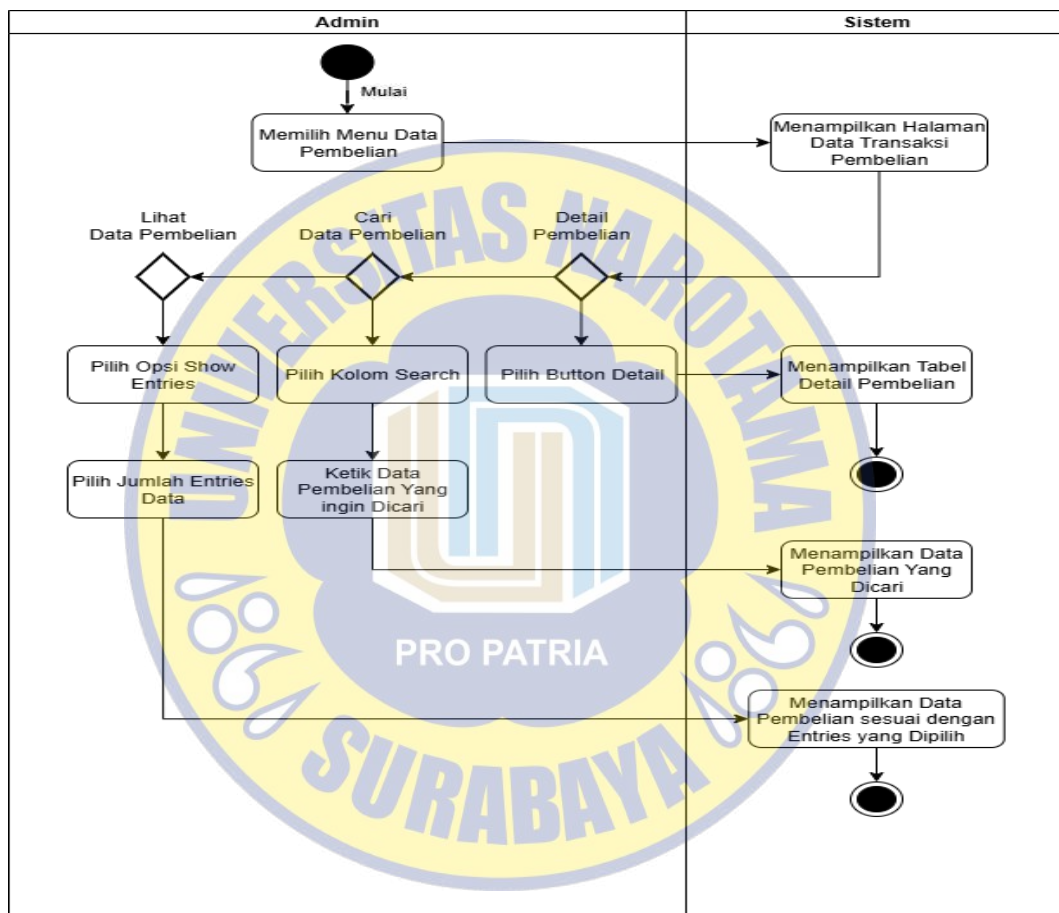 Admin
Sistem
Mulai
Memilih Menu Data
Pembelian
Menampilkan Halaman
Data Transaksi
Pembelian
Lihat
Data Pembelian
Cari
Data Pembelian
Detail
Pembelian
Pilih Opsi Show
Entries
Pilih Kolom Search
Pilih Button Detail
Menampilkan Tabel
Detail Pembelian
Pilih Jumlah Entries
Data
Ketik Data
Pembelian Yang
ingin Dicari
Menampilkan Data
Pembelian Yang
Dicari
Menampilkan Data
Pembelian sesuai dengan
Entries yang Dipilih
UNIVERSITAS NAROTAMA
PRO PATRIA
SURABAYA